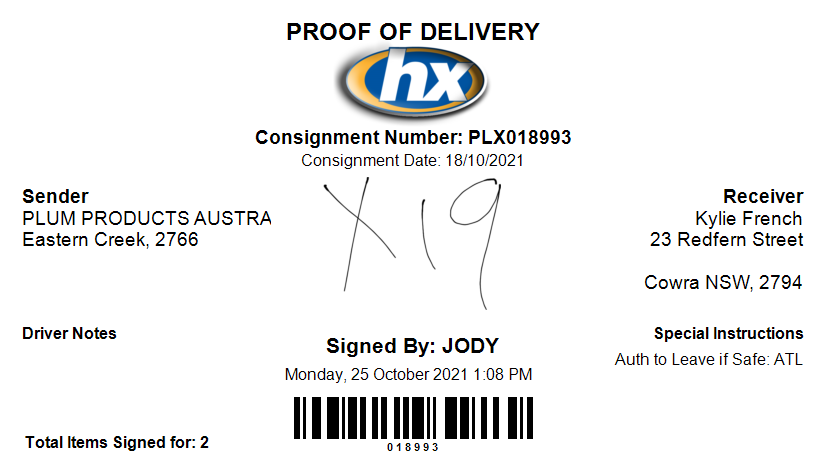 PROOF OF DELIVERY
hx
Consignment Number: PLX018993
Consignment Date: 18/10/2021
Sender
PLUM PRODUCTS AUSTRA
Eastern Creek, 2766
X19
Receiver
Kylie French
23 Redfern Street
Cowra NSW, 2794
Driver Notes
Signed By: JODY
Monday, 25 October 2021 1:08 PM
Special Instructions
Auth to Leave if Safe: ATL
018993
Total Items Signed for: 2